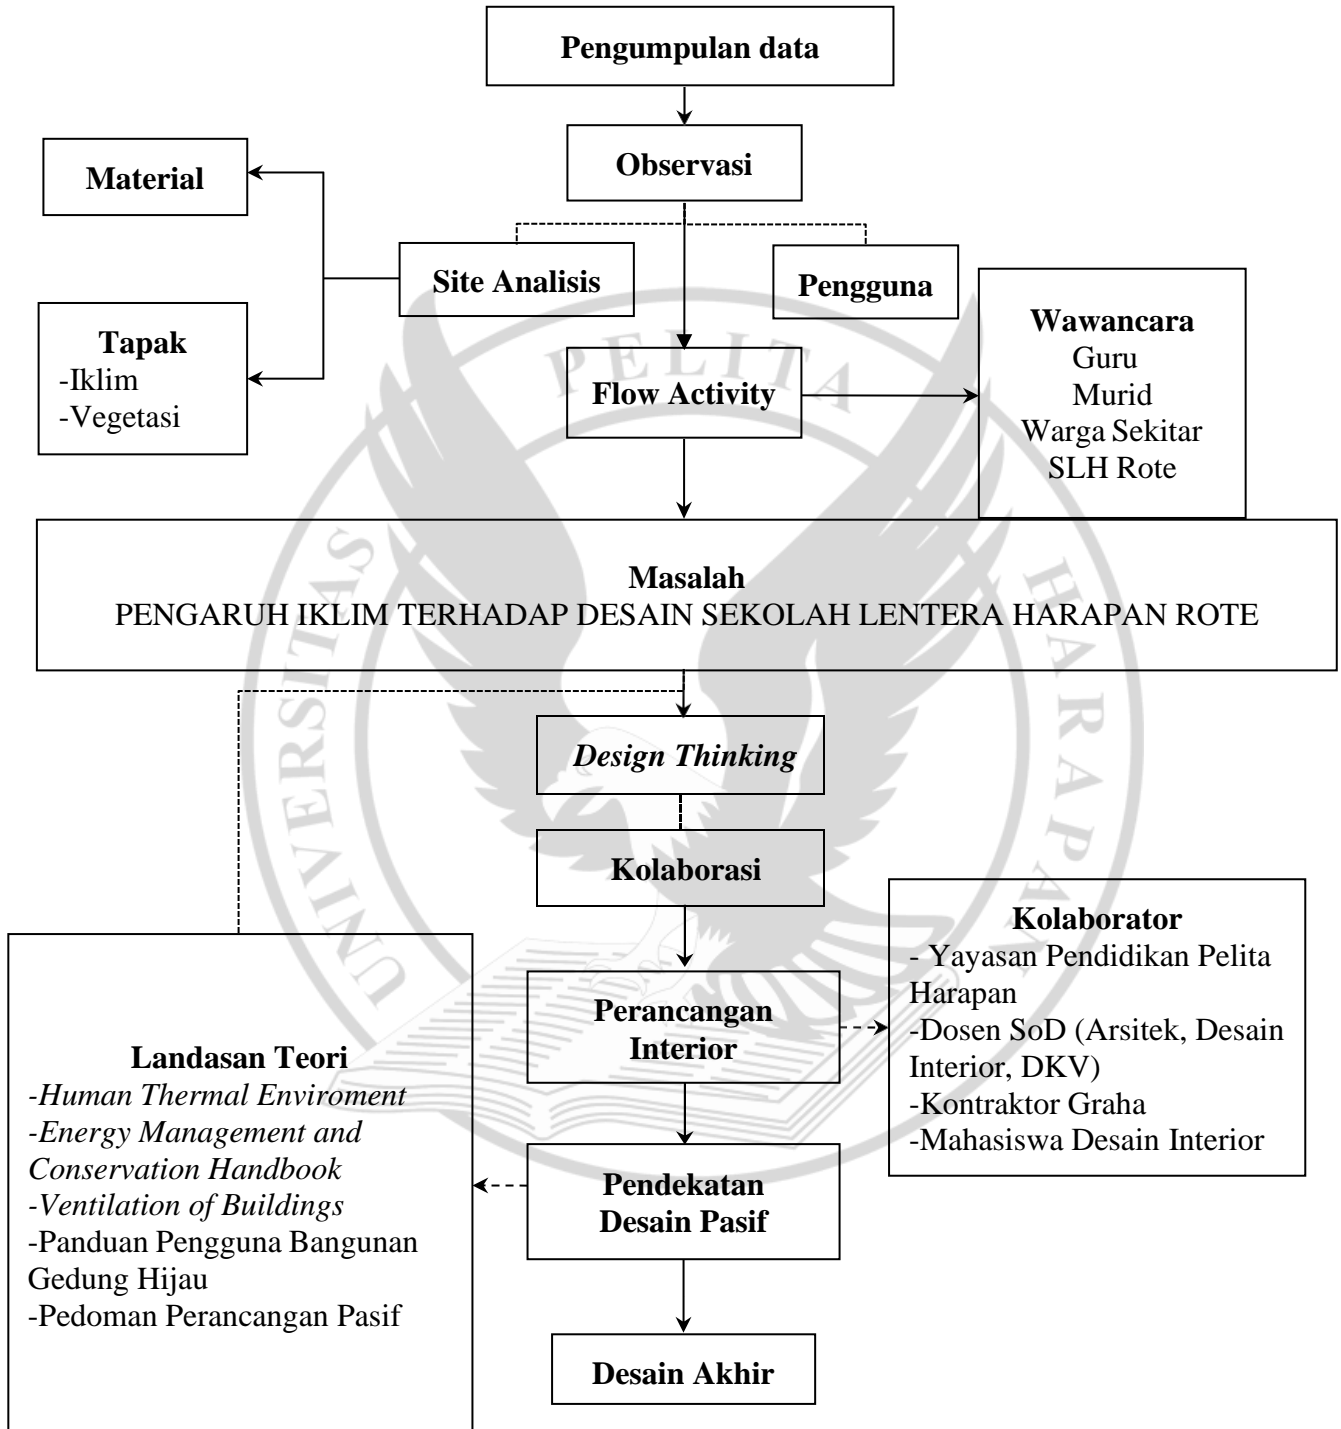 Pengumpulan data
Observasi
Material
Site Analisis
Pengguna
Tapak
-Iklim
-Vegetasi
Flow Activity
Wawancara
Guru
Murid
Warga Sekitar
SLH Rote
Masalah
PENGARUH IKLIM TERHADAP DESAIN SEKOLAH LENTERA HARAPAN ROTE
Design Thinking
Kolaborasi
Kolaborator
- Yayasan Pendidikan Pelita
Harapan
-Dosen SoD (Arsitek, Desain
Interior, DKV)
-Kontraktor Graha
-Mahasiswa Desain Interior
Perancangan
Interior
Landasan Teori
-Human Thermal Enviroment
-Energy Management and
Conservation Handbook
-Ventilation of Buildings
-Panduan Pengguna Bangunan
Gedung Hijau
-Pedoman Perancangan Pasif
Pendekatan
Desain Pasif
Desain Akhir
UNIVERSITAS PELITA HARAPAN